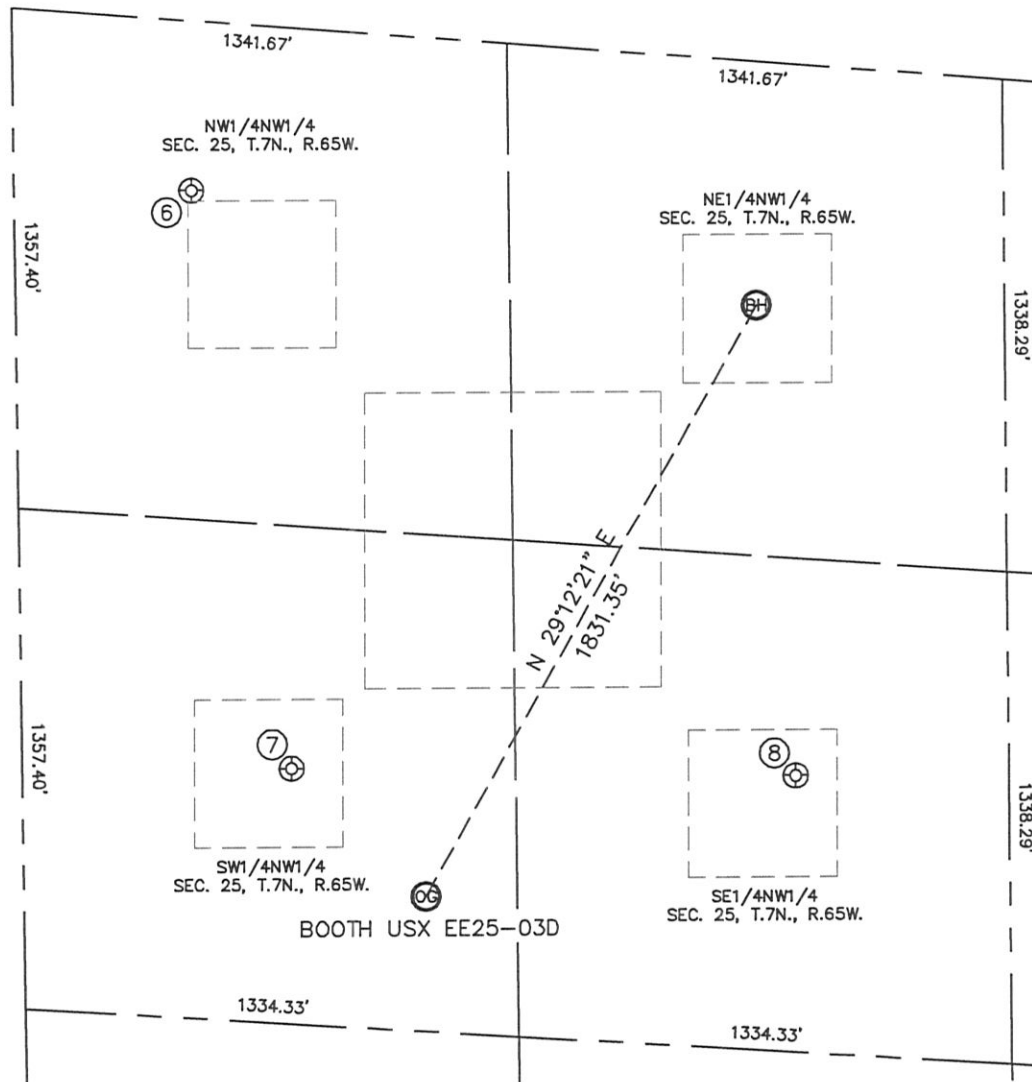 1341.67'
1341.67'
NW1/4NW1/4
SEC. 25, T.7N., R.65W.
6
NE1/4NW1/4
SEC. 25, T.7N., R.65W.
1357.40'
BH
1338.29'
N 29°12'21" E
1831.35'
7
8
1357.40'
1338.29'
SW1/4NW1/4
SEC. 25, T.7N., R.65W.
OG
SE1/4NW1/4
SEC. 25, T.7N., R.65W.
BOOTH USX EE25-03D
1334.33'
1334.33'